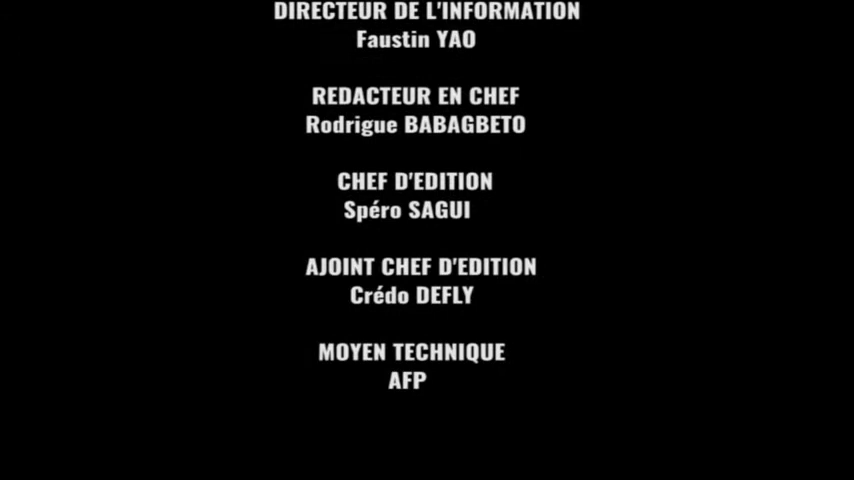 DIRECTEUR DE L'INFORMATION
Faustin YAO
REDACTEUR EN CHEF
Rodrigue BABAGBETO
CHEF D'EDITION
Spéro SAGUI
AJOINT CHEF D'EDITION
Crédo DEFLY
MOYEN TECHNIQUE
AFP